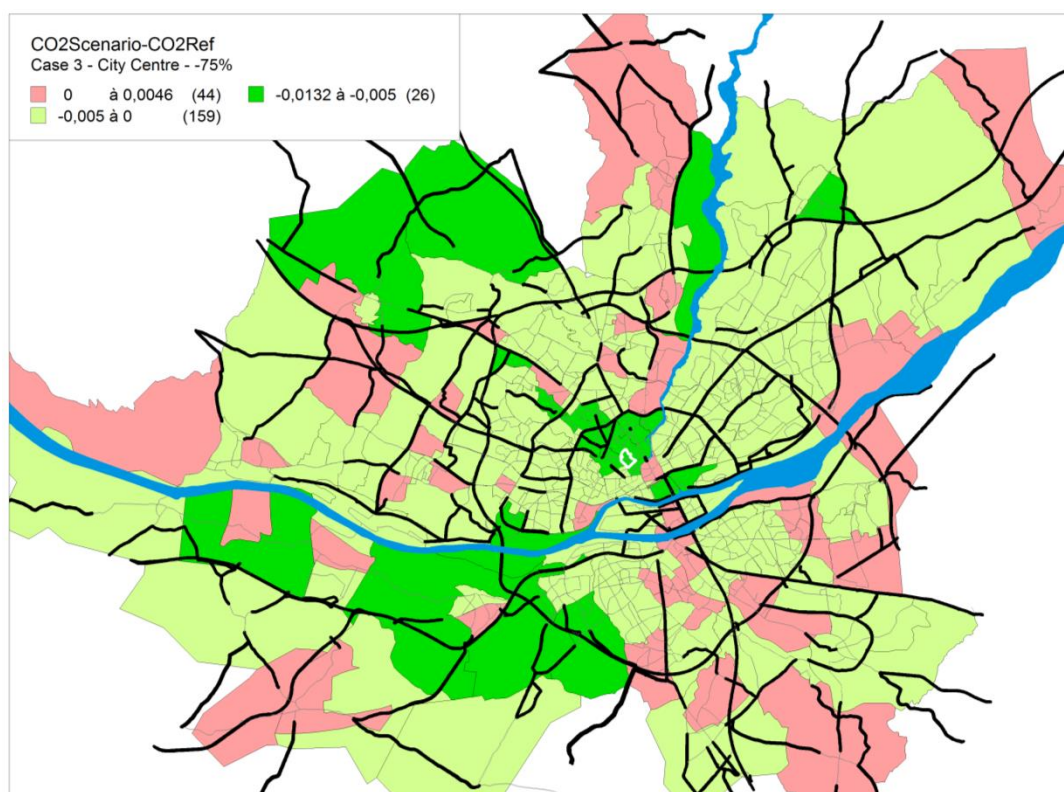 CO2Scenario-CO2Ref
Case 3 - City Centre - -75%
0 à 0,0046 (44) -0,0132 à -0,005 (26)
-0,005 à 0 (159)